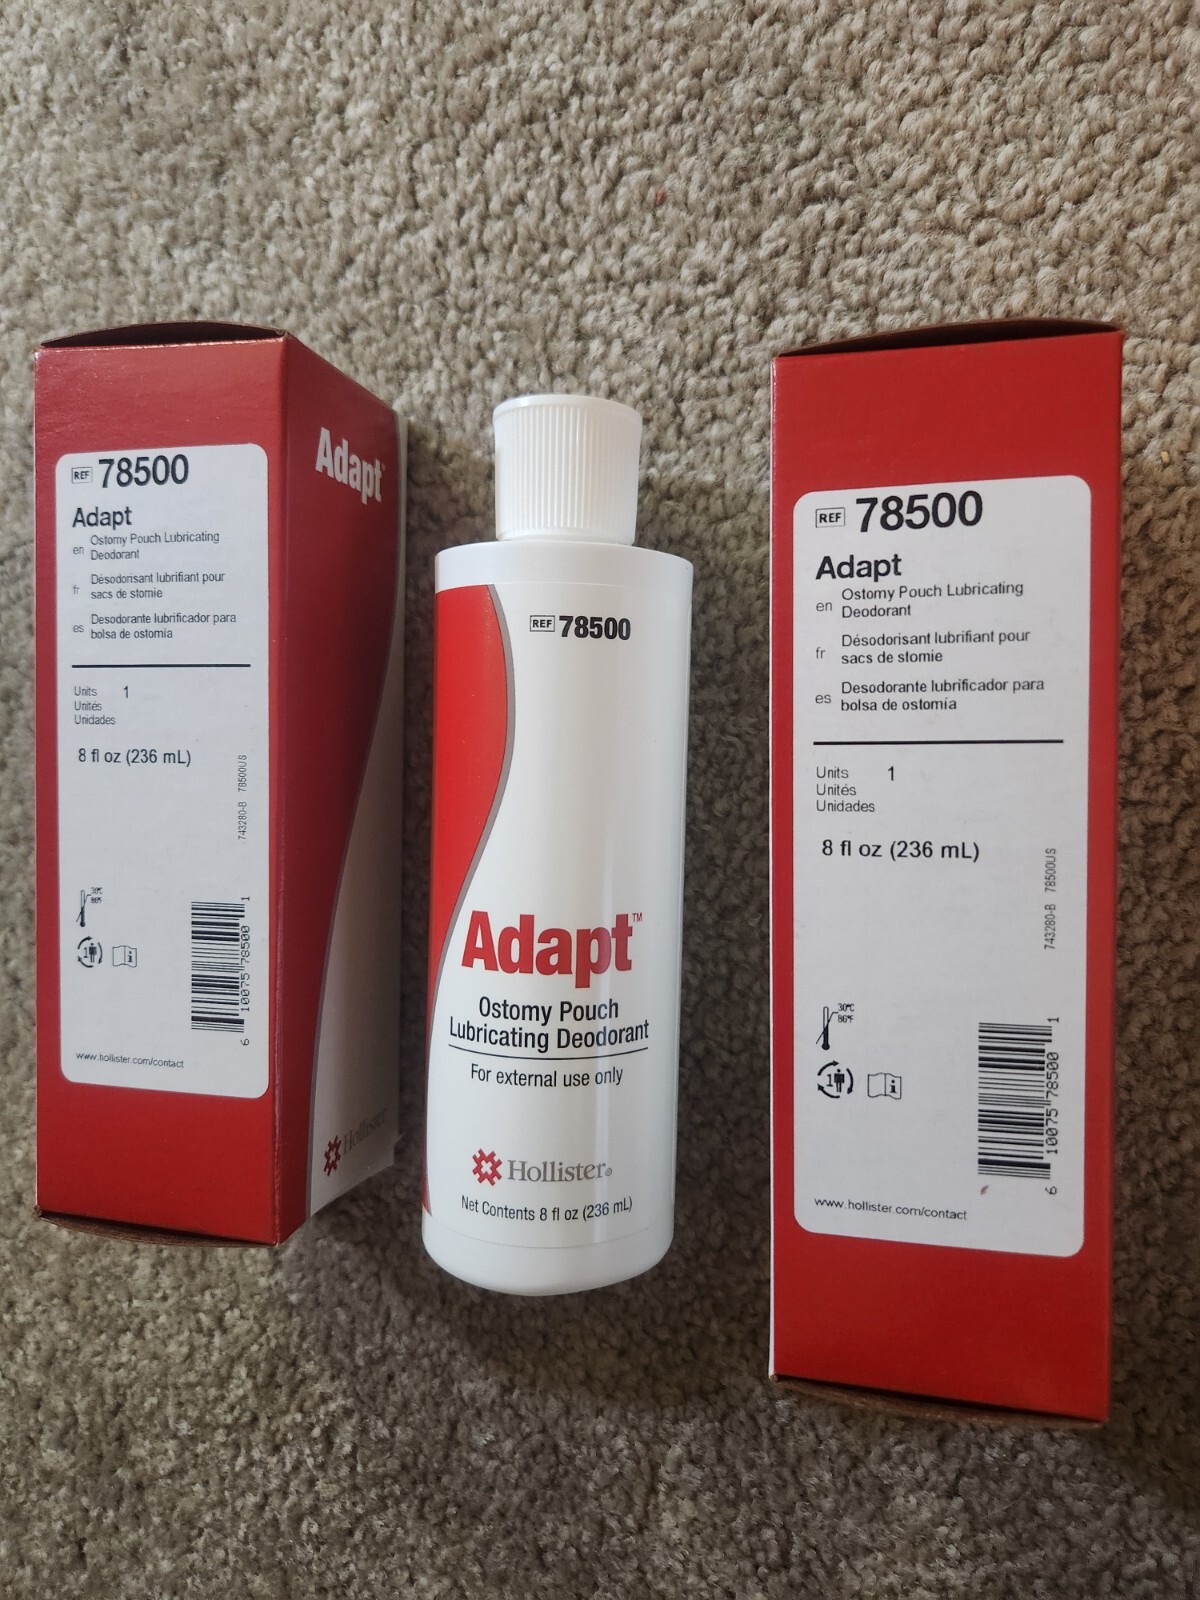 REF 78500
Adapt
en Ostomy Pouch Lubricating
Deodorant
fr Désodorisant lubrifiant pour
sacs de stomie
es Desodorante lubrificador para
bolsa de ostomía
Units 1
Unités
Unidades
8 fl oz (236 mL)
743280-B 78500US
30°C
86°F
1
i
6 10075 78500 1
www.hollister.com/contact
Adapt
Hollister
REF 78500
Adapt™
Ostomy Pouch
Lubricating Deodorant
For external use only
Hollister®
Net Contents 8 fl oz (236 mL)
REF 78500
Adapt
en Ostomy Pouch Lubricating
Deodorant
fr Désodorisant lubrifiant pour
sacs de stomie
es Desodorante lubrificador para
bolsa de ostomía
Units 1
Unités
Unidades
8 fl oz (236 mL)
743280-B 78500US
30°C
86°F
1
i
6 10075 78500 1
www.hollister.com/contact